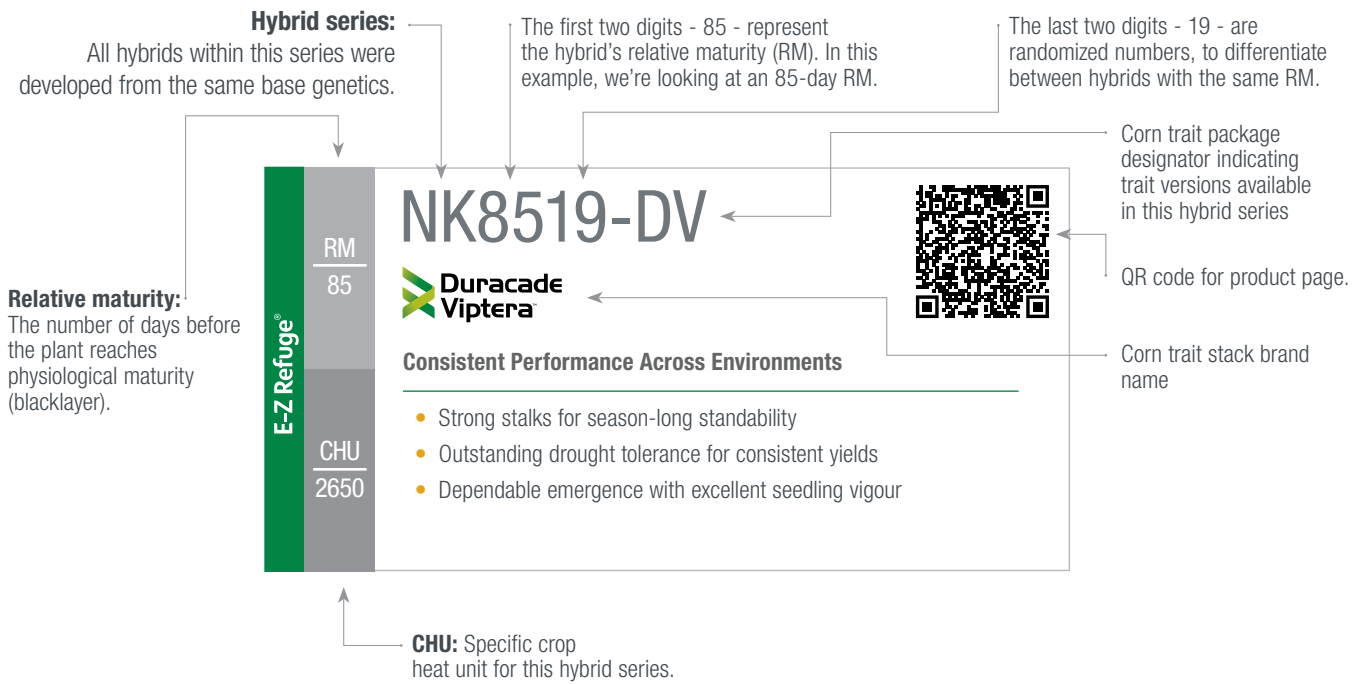 Hybrid series:
All hybrids within this series were
developed from the same base genetics.
The first two digits - 85 - represent
the hybrid's relative maturity (RM). In this
example, we're looking at an 85-day RM.
The last two digits - 19 - are
randomized numbers, to differentiate
between hybrids with the same RM.
Corn trait package
designator indicating
trait versions available
in this hybrid series
QR code for product page.
Corn trait stack brand
name
Relative maturity:
The number of days before
the plant reaches
physiological maturity
(blacklayer).
E-Z Refuge®
RM
85
CHU
2650
NK8519-DV
Duracade
Viptera™
Consistent Performance Across Environments
• Strong stalks for season-long standability
• Outstanding drought tolerance for consistent yields
• Dependable emergence with excellent seedling vigour
CHU: Specific crop
heat unit for this hybrid series.